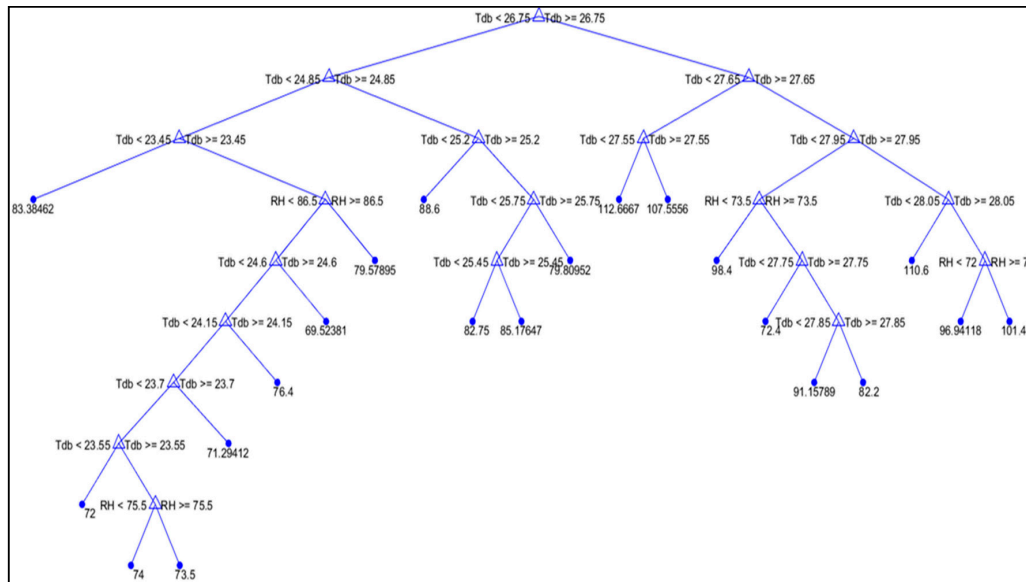 Tdb < 26.75 Tdb >= 26.75
Tdb < 24.85 Tdb >= 24.85
Tdb < 27.65 Tdb >= 27.65
Tdb < 23.45 Tdb >= 23.45
Tdb < 25.2 Tdb >= 25.2
Tdb < 27.55 Tdb >= 27.55
Tdb < 27.95 Tdb >= 27.95
83.38462
RH < 86.5 RH >= 86.5
88.6
Tdb < 25.75 Tdb >= 25.75
112.6667
107.5556
RH < 73.5 RH >= 73.5
Tdb < 28.05 Tdb >= 28.05
Tdb < 24.6 Tdb >= 24.6
79.57895
Tdb < 25.45 Tdb >= 25.45
79.80952
98.4
Tdb < 27.75 Tdb >= 27.75
110.6
RH < 72 RH >= 7
Tdb < 24.15 Tdb >= 24.15
69.52381
82.75
85.17647
72.4
Tdb < 27.85 Tdb >= 27.85
96.94118
101.4
Tdb < 23.7 Tdb >= 23.7
76.4
91.15789
82.2
Tdb < 23.55 Tdb >= 23.55
71.29412
72
RH < 75.5 RH >= 75.5
74
73.5